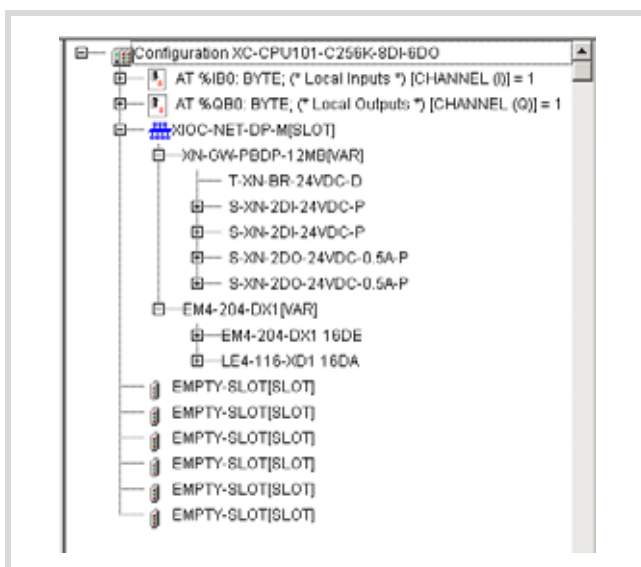 Configuration XC-CPU101-C256K-8DI-6DO
AT %IB0: BYTE; (* Local Inputs *) [CHANNEL (I)] = 1
AT %QB0: BYTE; (* Local Outputs *) [CHANNEL (Q)] = 1
XIOC-NET-DP-M[SLOT]
XN-GW-PBDP-12MB[VAR]
T-XN-BR-24VDC-D
S-XN-2DI-24VDC-P
S-XN-2DI-24VDC-P
S-XN-2DO-24VDC-0.5A-P
S-XN-2DO-24VDC-0.5A-P
EM4-204-DX1[VAR]
EM4-204-DX1 16DE
LE4-116-XD1 16DA
EMPTY-SLOT[SLOT]
EMPTY-SLOT[SLOT]
EMPTY-SLOT[SLOT]
EMPTY-SLOT[SLOT]
EMPTY-SLOT[SLOT]
EMPTY-SLOT[SLOT]